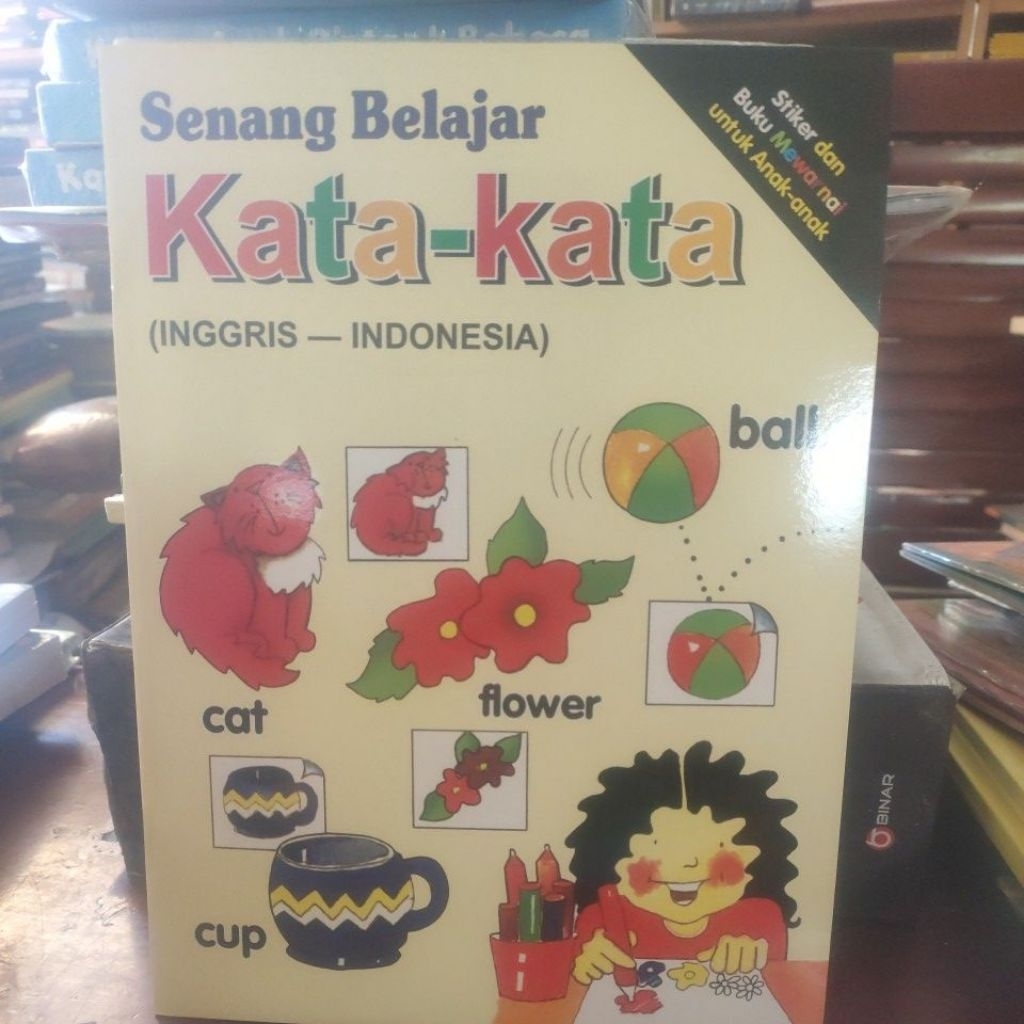 Senang Belajar
Kata-kata
(INGGRIS — INDONESIA)
Stiker dan
Buku Mewarnai
untuk Anak-anak
ball
cat
flower
cup
BINAR